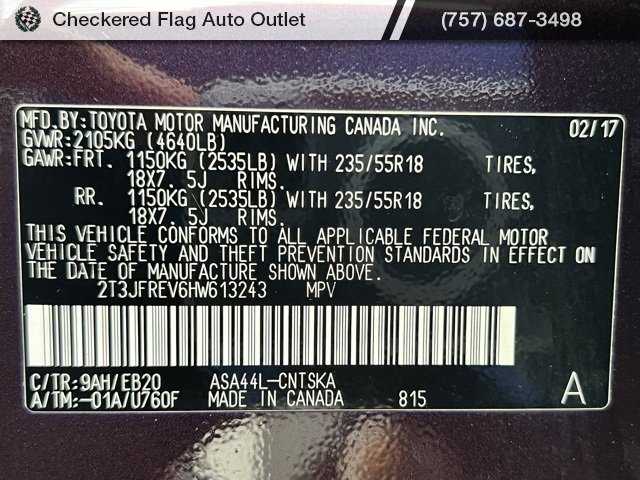 Checkered Flag Auto Outlet
(757) 687-3498
MFD.BY:TOYOTA MOTOR MANUFACTURING CANADA INC. 02/17
GVWR:2105KG (4640LB)
GAWR:FRT. 1150KG (2535LB) WITH 235/55R18 TIRES,
18X7. 5J RIMS.
RR. 1150KG (2535LB) WITH 235/55R18 TIRES,
18X7. 5J RIMS.
THIS VEHICLE CONFORMS TO ALL APPLICABLE FEDERAL MOTOR
VEHICLE SAFETY AND THEFT PREVENTION STANDARDS IN EFFECT ON
THE DATE OF MANUFACTURE SHOWN ABOVE.
2T3JFREV6HW613243 MPV
C/TR:9AH/EB20 ASA44L-CNTSKA A
A/TM:-01A/U760F MADE IN CANADA 815